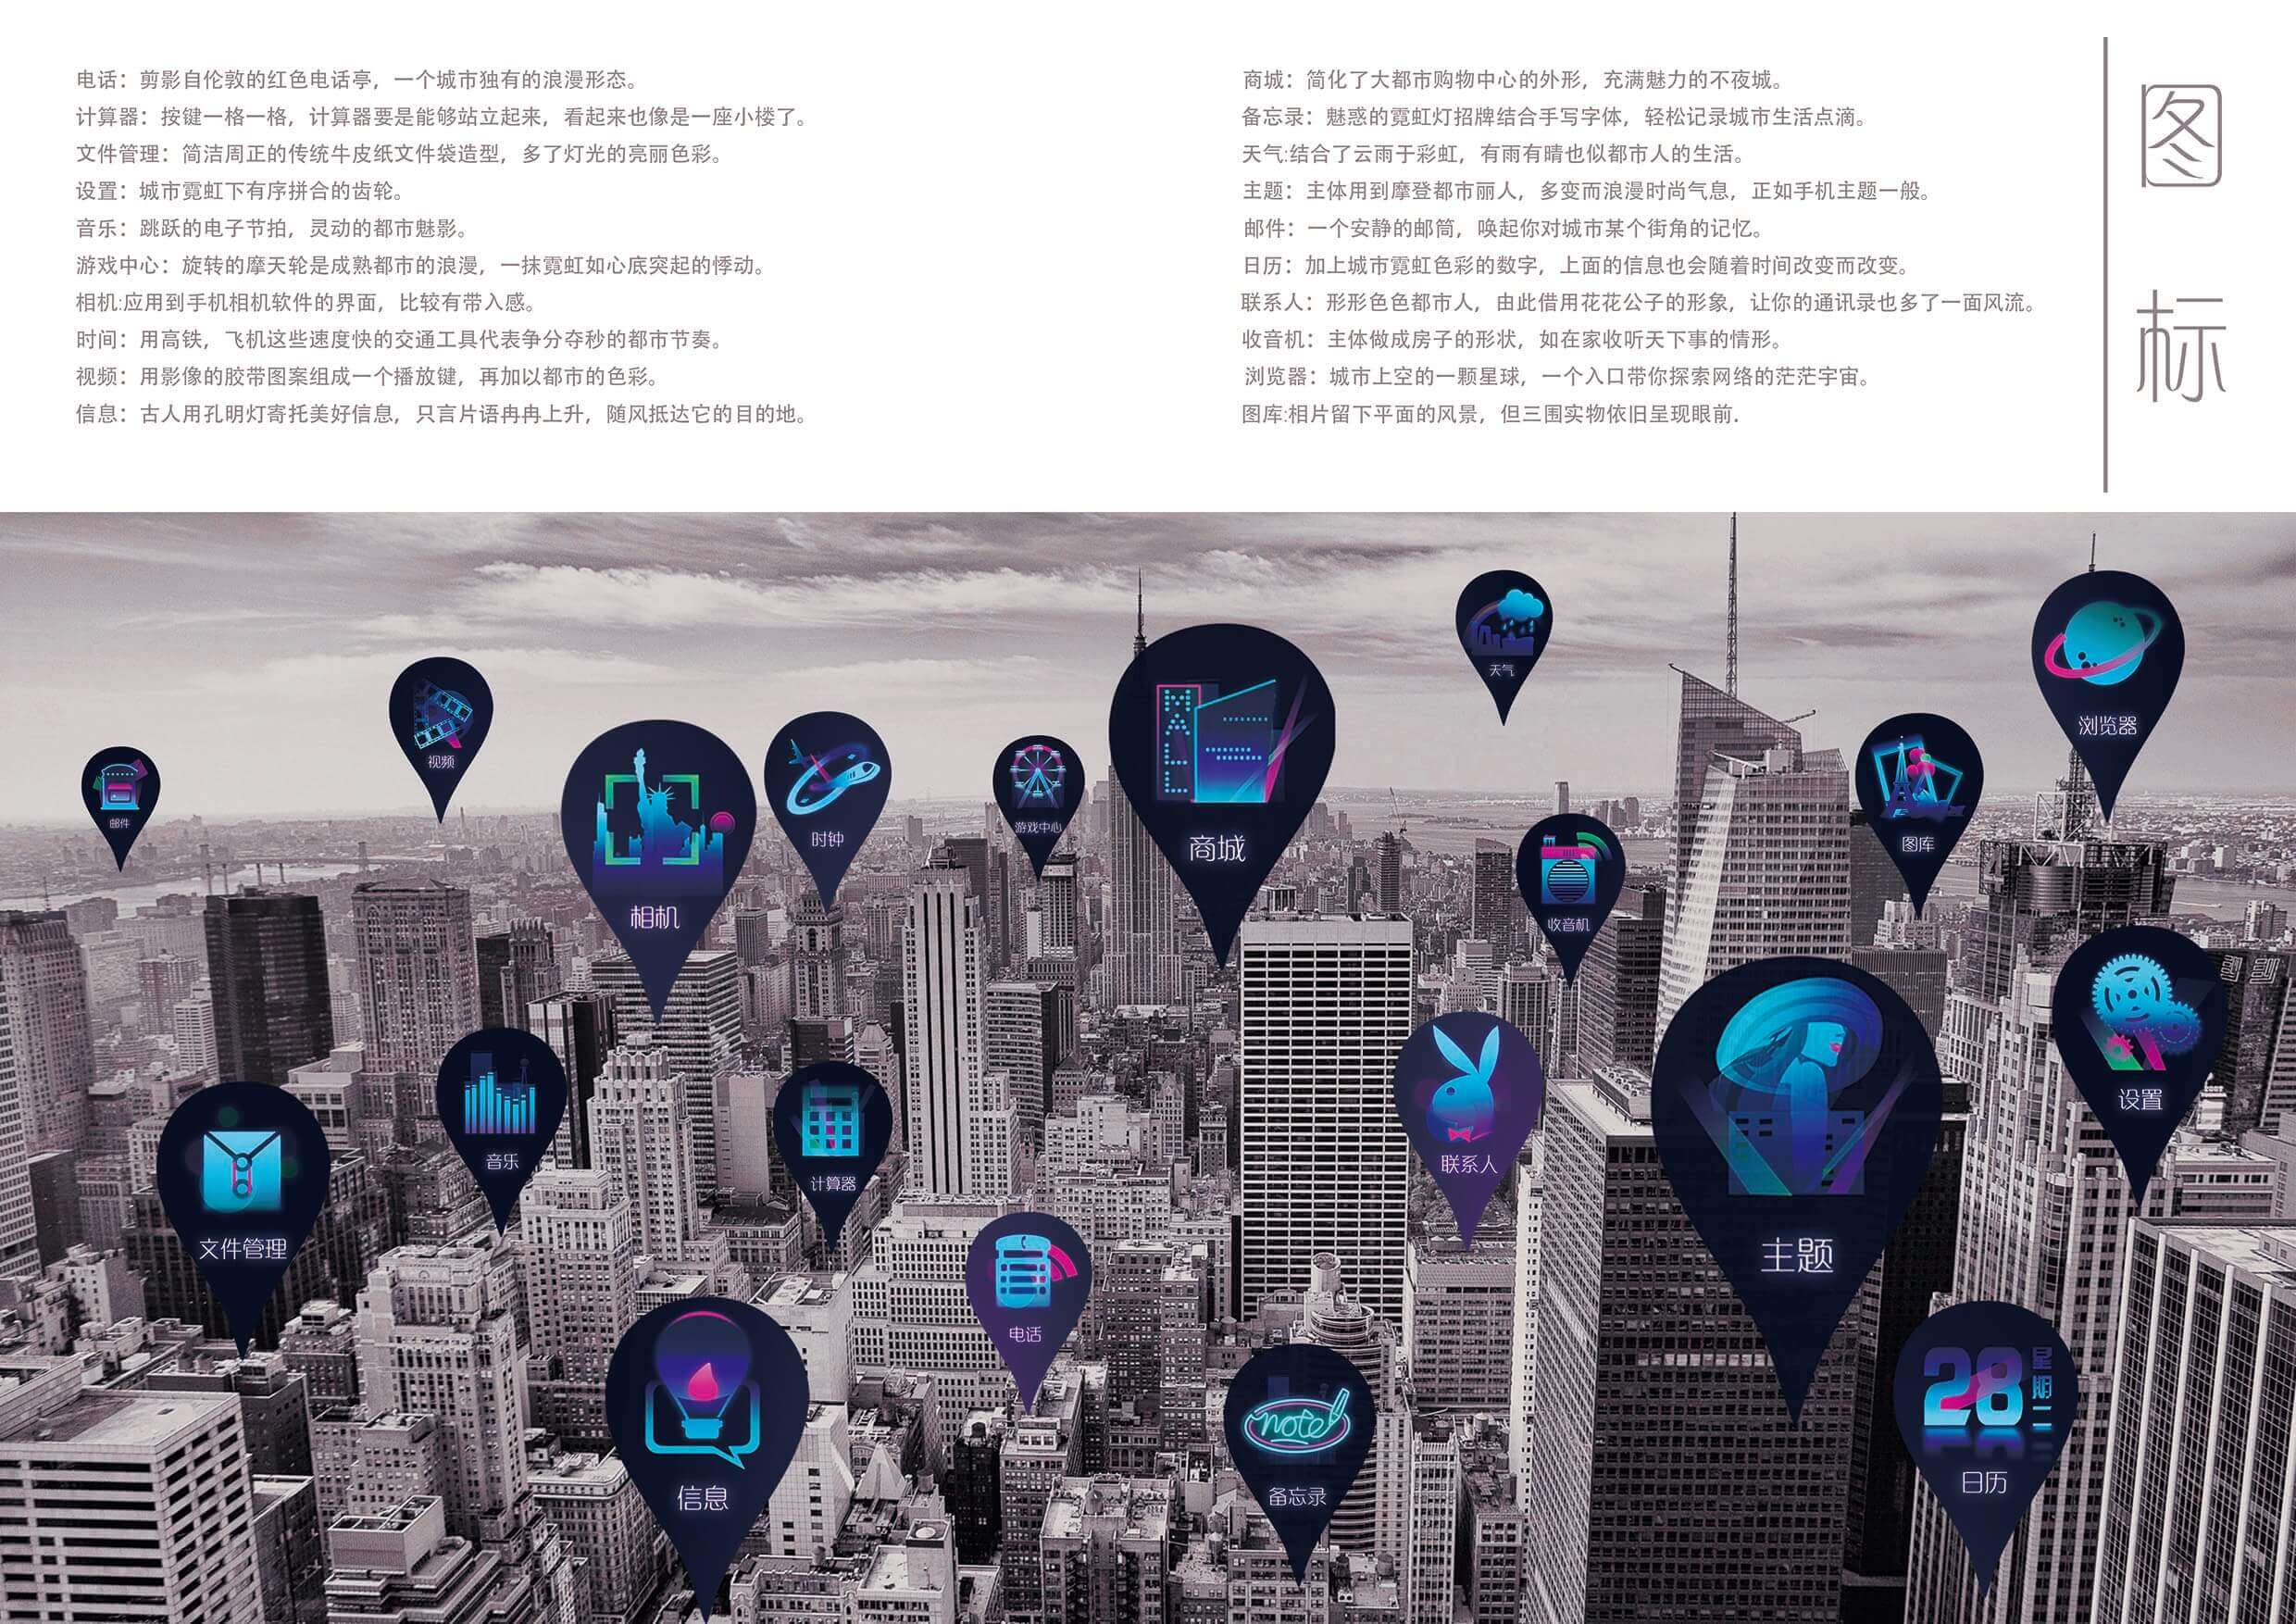 图标
电话：剪影自伦敦的红色电话亭，一个城市独有的浪漫形态。
计算器：按键一格一格，计算器要是能够站立起来，看起来也像是一座小楼了。
文件管理：简洁周正的传统牛皮纸文件袋造型，多了灯光的亮丽色彩。
设置：城市霓虹下有序拼合的齿轮。
音乐：跳跃的电子节拍，灵动的都市魅影。
游戏中心：旋转的摩天轮是成熟都市的浪漫，一抹霓虹如心底突起的悸动。
相机:应用到手机相机软件的界面，比较有带入感。
时间：用高铁，飞机这些速度快的交通工具代表争分夺秒的都市节奏。
视频：用影像的胶带图案组成一个播放键，再加以都市的色彩。
信息：古人用孔明灯寄托美好信息，只言片语冉冉上升，随风抵达它的目的地。
商城：简化了大都市购物中心的外形，充满魅力的不夜城。
备忘录：魅惑的霓虹灯招牌结合手写字体，轻松记录城市生活点滴。
天气:结合了云雨于彩虹，有雨有晴也似都市人的生活。
主题：主体用到摩登都市丽人，多变而浪漫时尚气息，正如手机主题一般。
邮件：一个安静的邮筒，唤起你对城市某个街角的记忆。
日历：加上城市霓虹色彩的数字，上面的信息也会随着时间改变而改变。
联系人：形形色色都市人，由此借用花花公子的形象，让你的通讯录也多了一面风流。
收音机：主体做成房子的形状，如在家收听天下事的情形。
浏览器：城市上空的一颗星球，一个入口带你探索网络的茫茫宇宙。
图库:相片留下平面的风景，但三围实物依旧呈现眼前.
天气
浏览器
视频
邮件
时钟
游戏中心
MALL
商城
图库
相机
收音机
设置
音乐
计算器
联系人
文件管理
主题
电话
28
星期二
日历
note
信息
备忘录